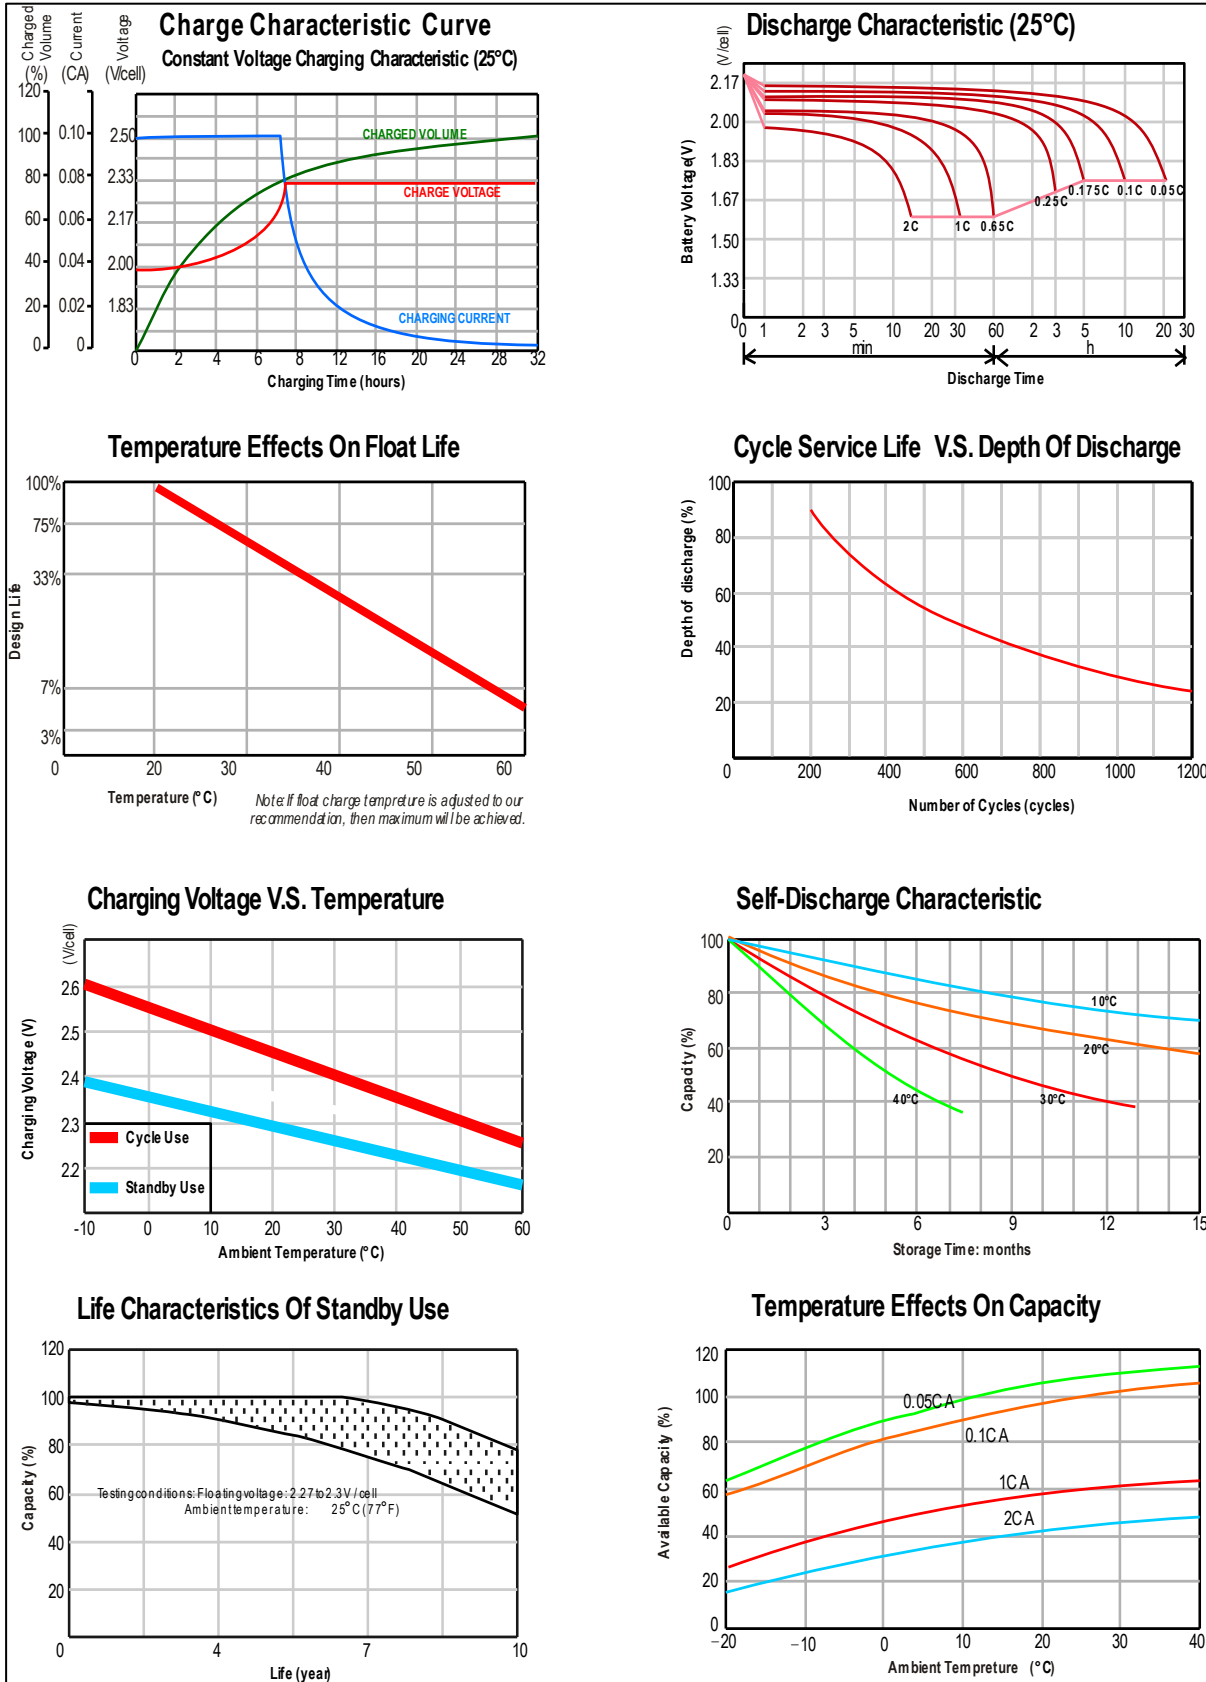 Charge Characteristic Curve
Constant Voltage Charging Characteristic (25°C)
Charged Volume (%)
Current (CA)
Voltage (V/cell)
120
100
80
60
40
20
0
0.10
0.08
0.06
0.04
0.02
0
2.50
2.33
2.17
2.00
1.83
CHARGED VOLUME
CHARGE VOLTAGE
CHARGING CURRENT
0 2 4 6 8 12 16 20 24 28 32
Charging Time (hours)
Discharge Characteristic (25°C)
(V/cell)
Battery Voltage(V)
2.17
2.00
1.83
1.67
1.50
1.33
0
2C 1C 0.65C 0.25C 0.175C 0.1C 0.05C
1 2 3 5 10 20 30 60 2 3 5 10 20 30
min h
Discharge Time
Temperature Effects On Float Life
Design Life
100%
75%
33%
7%
3%
0 20 30 40 50 60
Temperature (°C)
Note: If float charge tempreture is adjusted to our
recommendation, then maximum will be achieved.
Cycle Service Life V.S. Depth Of Discharge
Depth of discharge (%)
100
80
60
40
20
0 200 400 600 800 1000 1200
Number of Cycles (cycles)
Charging Voltage V.S. Temperature
(V/cell)
Charging Voltage (V)
2.6
2.5
2.4
2.3
2.2
Cycle Use
Standby Use
-10 0 10 20 30 40 50 60
Ambient Temperature (°C)
Self-Discharge Characteristic
Capacity (%)
100
80
60
40
20
10°C
20°C
30°C
40°C
0 3 6 9 12 15
Storage Time: months
Life Characteristics Of Standby Use
Capacity (%)
120
100
80
60
40
20
Testing conditions: Floating voltage: 2.27 to 2.3V/cell
Ambient temperature: 25°C (77°F)
0 4 7 10
Life (year)
Temperature Effects On Capacity
Available Capacity (%)
120
100
80
60
40
20
0
0.05CA
0.1CA
1CA
2CA
−20 −10 0 10 20 30 40
Ambient Tempreture (°C)